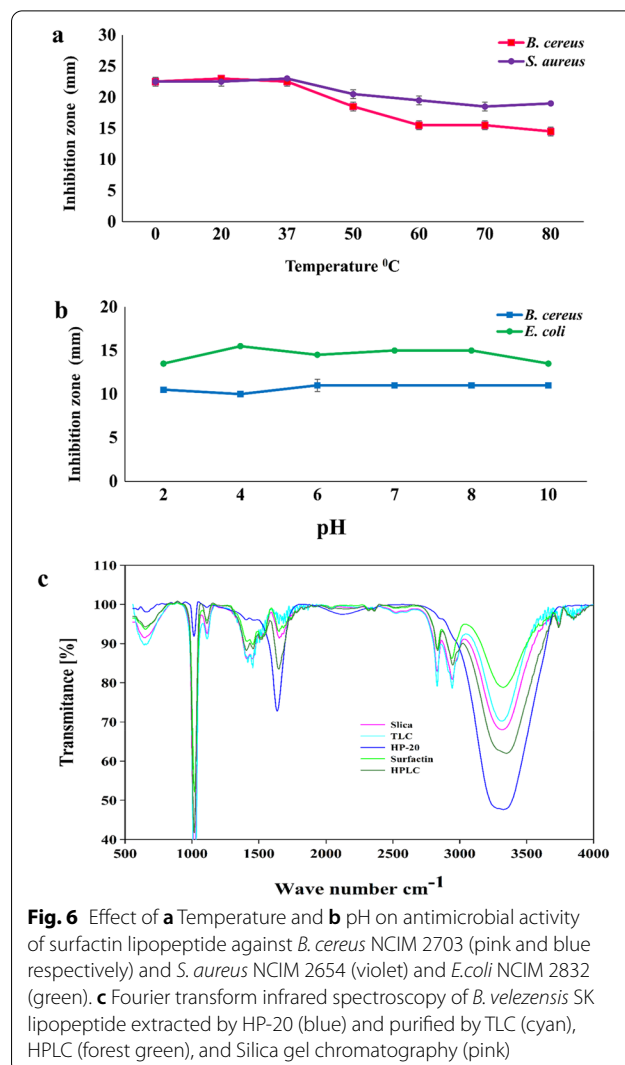 a
B. cereus
S. aureus
30
25
20
15
10
5
0
Inhibition zone (mm)
0 20 37 50 60 70 80
Temperature ⁰C
b
B. cereus
E. coli
20
15
10
5
0
Inhibition zone (mm)
2 4 6 7 8 10
pH
c
110
100
90
80
70
60
50
40
Transmitance [%]
Slica
TLC
HP-20
Surfactin
HPLC
500 1000 1500 2000 2500 3000 3500 4000
Wave number cm⁻¹
Fig. 6 Effect of a Temperature and b pH on antimicrobial activity
of surfactin lipopeptide against B. cereus NCIM 2703 (pink and blue
respectively) and S. aureus NCIM 2654 (violet) and E.coli NCIM 2832
(green). c Fourier transform infrared spectroscopy of B. velezensis SK
lipopeptide extracted by HP-20 (blue) and purified by TLC (cyan),
HPLC (forest green), and Silica gel chromatography (pink)